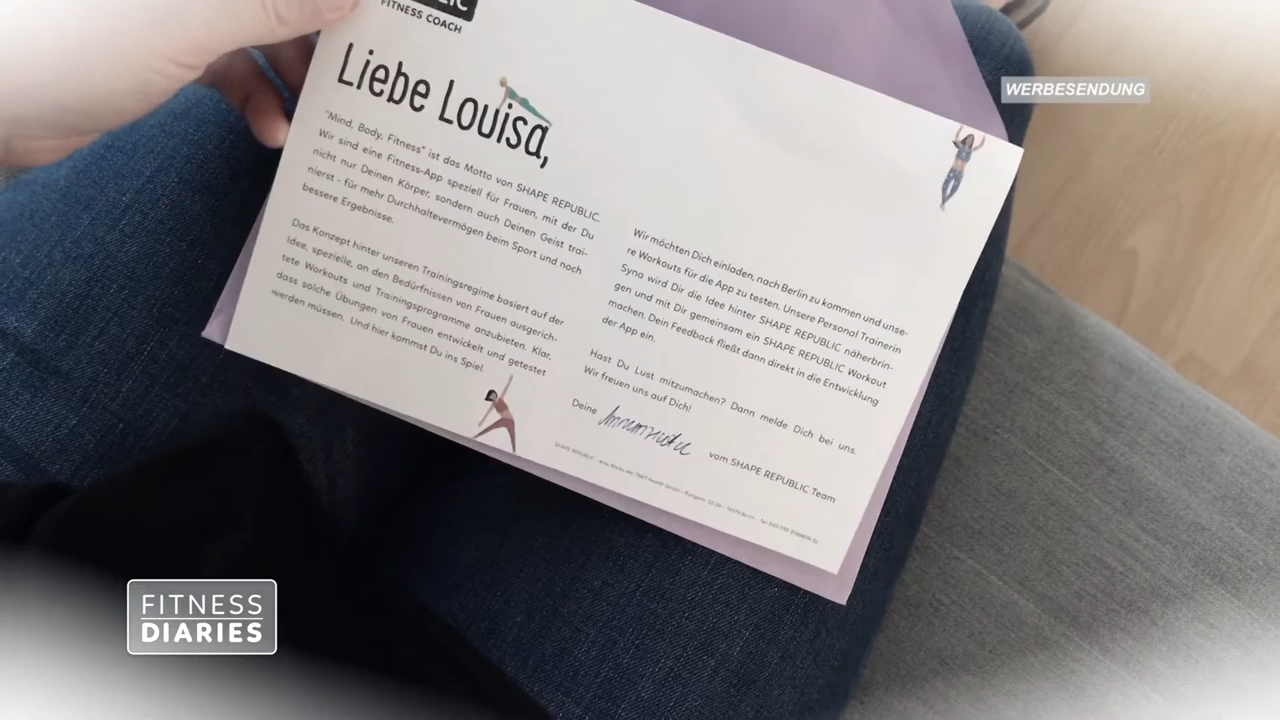 FITNESS COACH
WERBESENDUNG
Liebe Louisa,
"Mind, Body, Fitness" ist das Motto von SHAPE REPUBLIC.
Wir sind eine Fitness-App speziell für Frauen, mit der Du
nicht nur Deinen Körper, sondern auch Deinen Geist trai-
nierst - für mehr Durchhaltevermögen beim Sport und noch
bessere Ergebnisse.
Das Konzept hinter unseren Trainingsregime basiert auf der
Idee, spezielle, an den Bedürfnissen von Frauen ausgerich-
tete Workouts und Trainingsprogramme anzubieten. Klar,
dass solche Übungen von Frauen entwickelt und getestet
werden müssen. Und hier kommst Du ins Spiel.
Wir möchten Dich einladen, nach Berlin zu kommen und unse-
re Workouts für die App zu testen. Unsere Personal Trainerin
Syna wird Dir die Idee hinter SHAPE REPUBLIC näherbrin-
gen und mit Dir gemeinsam ein SHAPE REPUBLIC Workout
machen. Dein Feedback fließt dann direkt in die Entwicklung
der App ein.
Hast Du Lust mitzumachen? Dann melde Dich bei uns.
Wir freuen uns auf Dich!
Deine vom SHAPE REPUBLIC Team
SHAPE REPUBLIC - eine Marke der
FITNESS
DIARIES